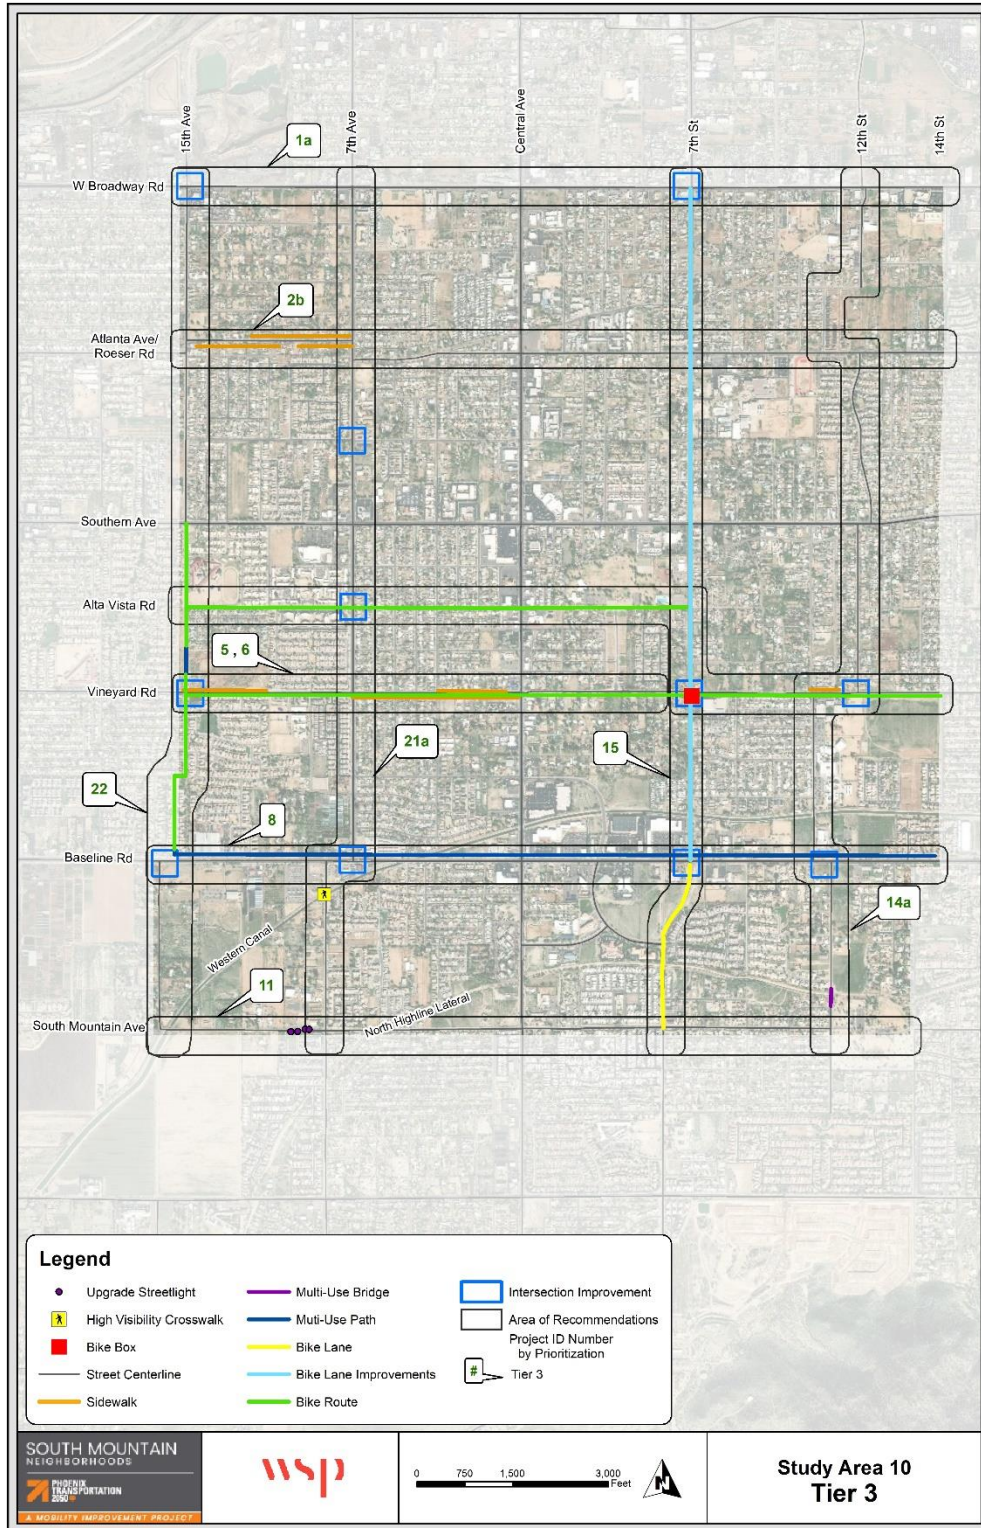 15th Ave
7th Ave
Central Ave
7th St
12th St
14th St
1a
W Broadway Rd
2b
Atlanta Ave/
Roeser Rd
Southern Ave
Alta Vista Rd
5 , 6
Vineyard Rd
21a
15
22
8
Baseline Rd
14a
Western Canal
11
South Mountain Ave
North Highline Lateral
Legend
Upgrade Streetlight
High Visibility Crosswalk
Bike Box
Street Centerline
Sidewalk
Multi-Use Bridge
Muti-Use Path
Bike Lane
Bike Lane Improvements
Bike Route
Intersection Improvement
Area of Recommendations
Project ID Number
by Prioritization
# Tier 3
SOUTH MOUNTAIN
NEIGHBORHOODS
PHOENIX
TRANSPORTATION
2050
A MOBILITY IMPROVEMENT PROJECT
wsp
0 750 1,500 3,000
Feet
N
Study Area 10
Tier 3